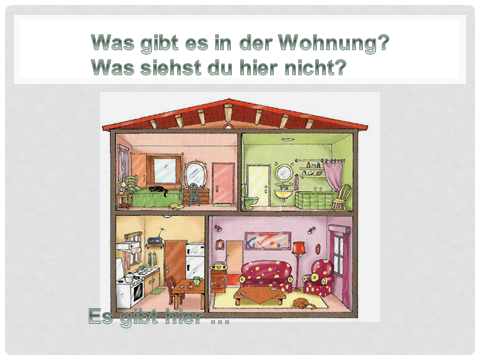 Was gibt es in der Wohnung?
Was siehst du hier nicht?
Es gibt hier ...